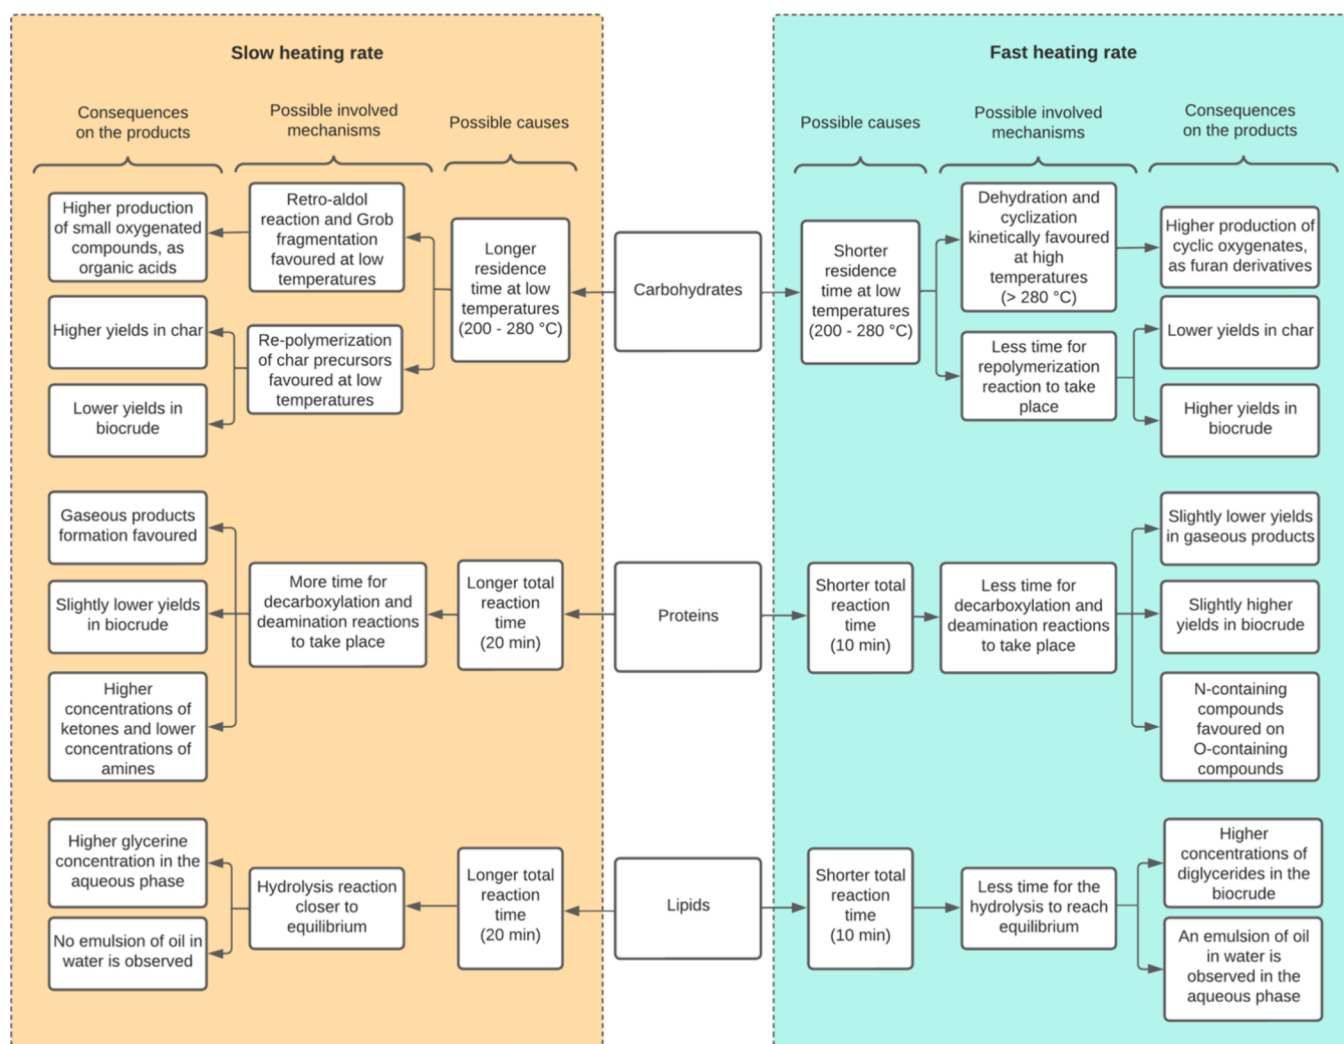 Slow heating rate
Consequences
on the products
Possible involved
mechanisms
Possible causes
Higher production
of small oxygenated
compounds, as
organic acids
Retro-aldol
reaction and Grob
fragmentation
favoured at low
temperatures
Longer
residence
time at low
temperatures
(200 - 280 °C)
Higher yields in char
Re-polymerization
of char precursors
favoured at low
temperatures
Lower yields in
biocrude
Carbohydrates
Fast heating rate
Possible causes
Possible involved
mechanisms
Consequences
on the products
Shorter
residence
time at low
temperatures
(200 - 280 °C)
Dehydration and
cyclization
kinetically favoured
at high
temperatures
(> 280 °C)
Higher production of
cyclic oxygenates,
as furan derivatives
Less time for
repolymerization
reaction to take
place
Lower yields in char
Higher yields in
biocrude
Gaseous products
formation favoured
Slightly lower yields
in biocrude
Higher
concentrations of
ketones and lower
concentrations of
amines
More time for
decarboxylation and
deamination reactions
to take place
Longer total
reaction
time
(20 min)
Proteins
Shorter total
reaction
time
(10 min)
Less time for
decarboxylation and
deamination reactions
to take place
Slightly lower yields
in gaseous products
Slightly higher
yields in biocrude
N-containing
compounds
favoured on
O-containing
compounds
Higher glycerine
concentration in the
aqueous phase
No emulsion of oil in
water is observed
Hydrolysis reaction
closer to
equilibrium
Longer total
reaction
time
(20 min)
Lipids
Shorter total
reaction
time
(10 min)
Less time for the
hydrolysis to reach
equilibrium
Higher
concentrations of
diglycerides in the
biocrude
An emulsion of oil
in water is
observed in the
aqueous phase